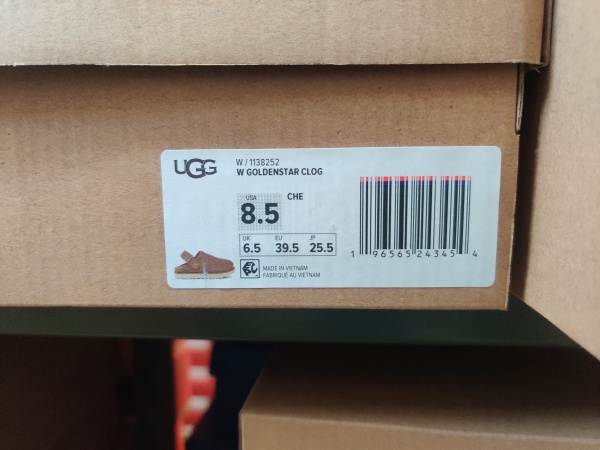 UGG
W / 1138252
W GOLDENSTAR CLOG
USA
8.5
CHE
UK EU JP
6.5 39.5 25.5
MADE IN VIETNAM
FABRIQUÉ AU VIETNAM
1 96565 24345 4